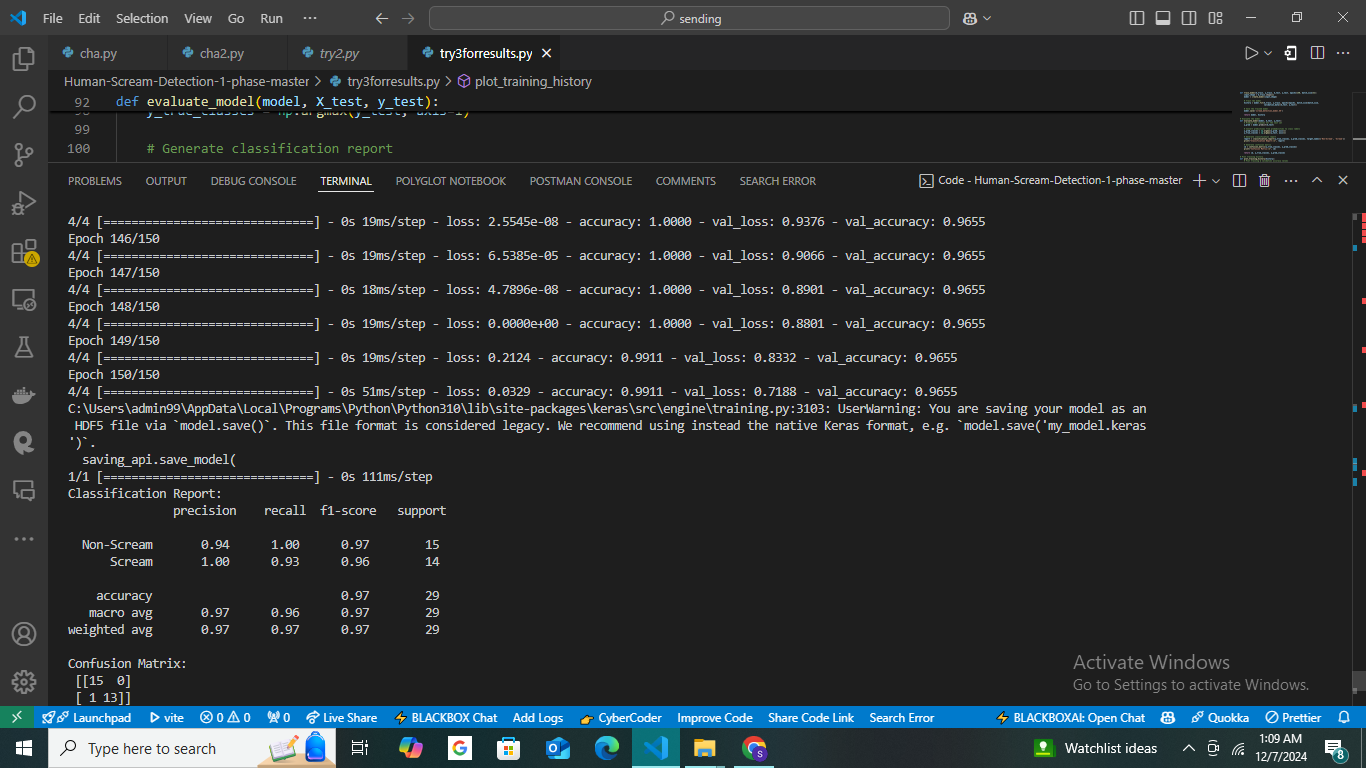 File Edit Selection View Go Run ··· sending
cha.py cha2.py try2.py try3forresults.py
Human-Scream-Detection-1-phase-master > try3forresults.py > plot_training_history
92 def evaluate_model(model, X_test, y_test):
99
100 # Generate classification report
PROBLEMS OUTPUT DEBUG CONSOLE TERMINAL POLYGLOT NOTEBOOK POSTMAN CONSOLE COMMENTS SEARCH ERROR Code - Human-Scream-Detection-1-phase-master
4/4 [==============================] - 0s 19ms/step - loss: 2.5545e-08 - accuracy: 1.0000 - val_loss: 0.9376 - val_accuracy: 0.9655
Epoch 146/150
4/4 [==============================] - 0s 19ms/step - loss: 6.5385e-05 - accuracy: 1.0000 - val_loss: 0.9066 - val_accuracy: 0.9655
Epoch 147/150
4/4 [==============================] - 0s 18ms/step - loss: 4.7896e-08 - accuracy: 1.0000 - val_loss: 0.8901 - val_accuracy: 0.9655
Epoch 148/150
4/4 [==============================] - 0s 19ms/step - loss: 0.0000e+00 - accuracy: 1.0000 - val_loss: 0.8801 - val_accuracy: 0.9655
Epoch 149/150
4/4 [==============================] - 0s 19ms/step - loss: 0.2124 - accuracy: 0.9911 - val_loss: 0.8332 - val_accuracy: 0.9655
Epoch 150/150
4/4 [==============================] - 0s 51ms/step - loss: 0.0329 - accuracy: 0.9911 - val_loss: 0.7188 - val_accuracy: 0.9655
C:\Users\admin99\AppData\Local\Programs\Python\Python310\lib\site-packages\keras\src\engine\training.py:3103: UserWarning: You are saving your model as an
HDF5 file via `model.save()`. This file format is considered legacy. We recommend using instead the native Keras format, e.g. `model.save('my_model.keras
')`.
saving_api.save_model(
1/1 [==============================] - 0s 111ms/step
Classification Report:
precision recall f1-score support
Non-Scream 0.94 1.00 0.97 15
Scream 1.00 0.93 0.96 14
accuracy 0.97 29
macro avg 0.97 0.96 0.97 29
weighted avg 0.97 0.97 0.97 29
Confusion Matrix:
[[15 0]
[ 1 13]]
Activate Windows
Go to Settings to activate Windows.
Launchpad vite 0 0 0 Live Share BLACKBOX Chat Add Logs CyberCoder Improve Code Share Code Link Search Error BLACKBOXAI: Open Chat Quokka Prettier
Type here to search Watchlist ideas 1:09 AM
12/7/2024 8